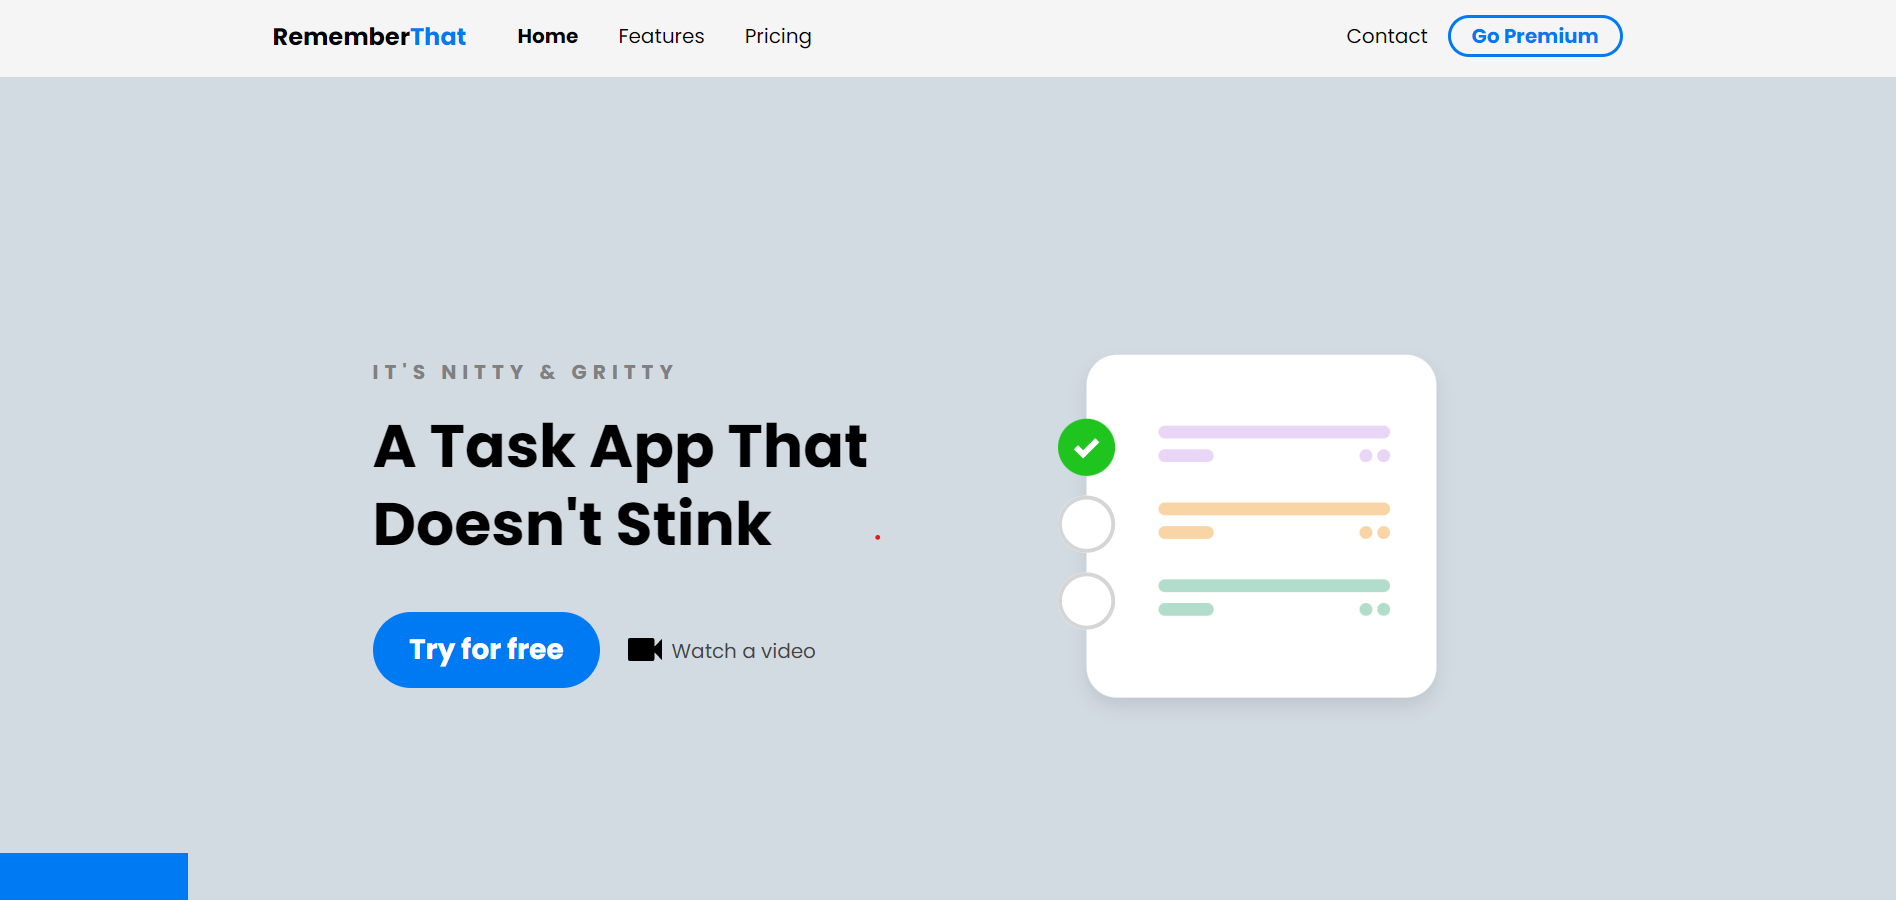 RememberThat Home Features Pricing Contact Go Premium
IT'S NITTY & GRITTY
A Task App That
Doesn't Stink
Try for free Watch a video